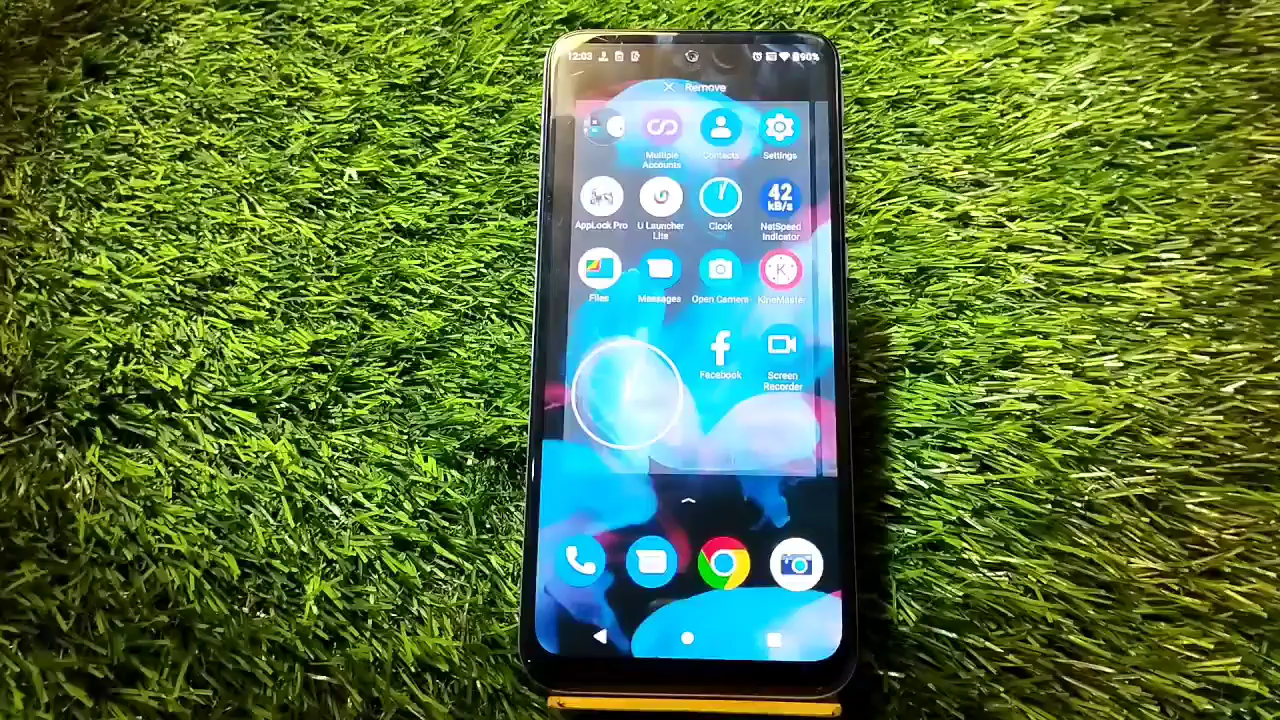 12:03
90%
Remove
Multiple
Accounts
Contacts
Settings
42
kB/s
AppLock Pro
U Launcher
Lite
Clock
NetSpeed
Indicator
Files
Messages
Open Camera
K
KineMaster
Facebook
Screen
Recorder